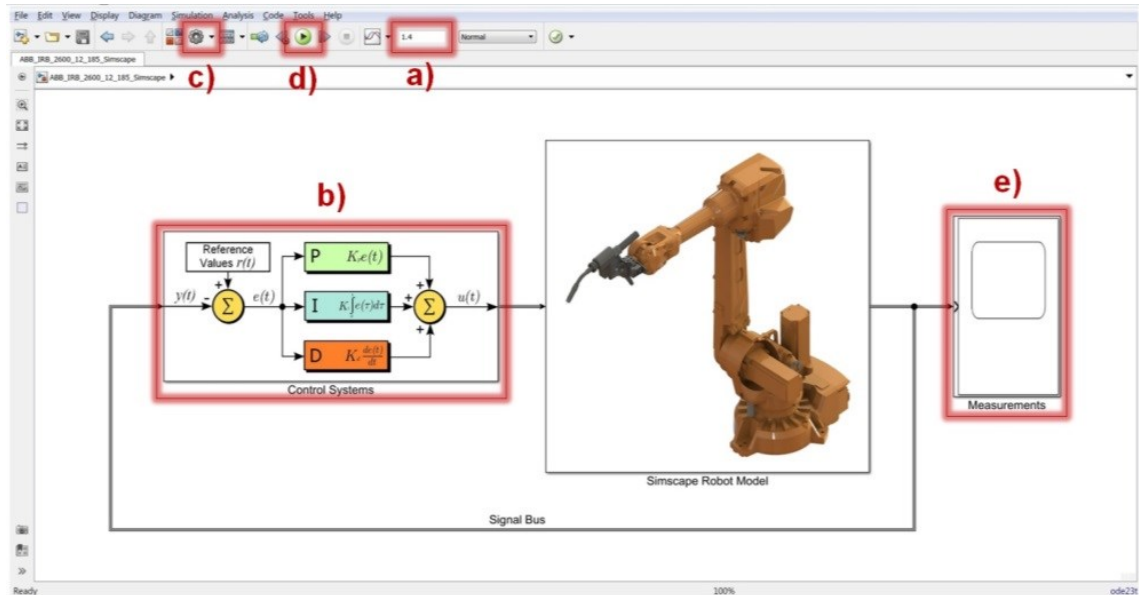 File Edit View Display Diagram Simulation Analysis Code Tools Help
1.4 Normal
ABB_IRB_2600_12_185_Simscape
c) d) a)
ABB_IRB_2600_12_185_Simscape
b)
e)
Reference
Values r(t)
P
I
D
y(t) - Σ e(t)
+
+ + + Σ u(t)
Control Systems
Measurements
Simscape Robot Model
Signal Bus
Ready 100% ode23t